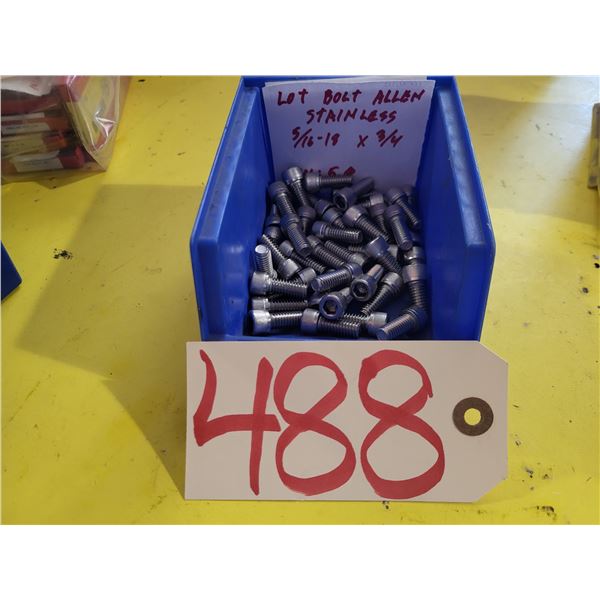 LOT BOLT ALLEN
STAINLESS
5/16-18 x 3/4
488